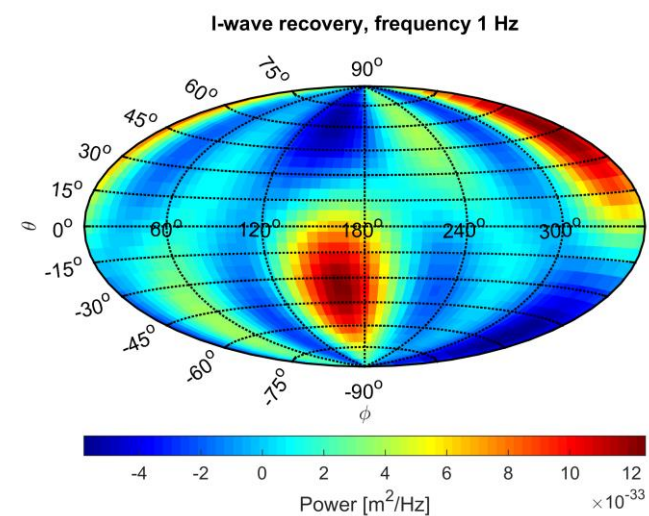 I-wave recovery, frequency 1 Hz
90°
75°
60°
45°
30°
15°
θ 0° 60° 120° 180° 240° 300°
-15°
-30°
-45°
-60°
-75°
-90°
ϕ
-4 -2 0 2 4 6 8 10 12
Power [m²/Hz] ×10⁻³³